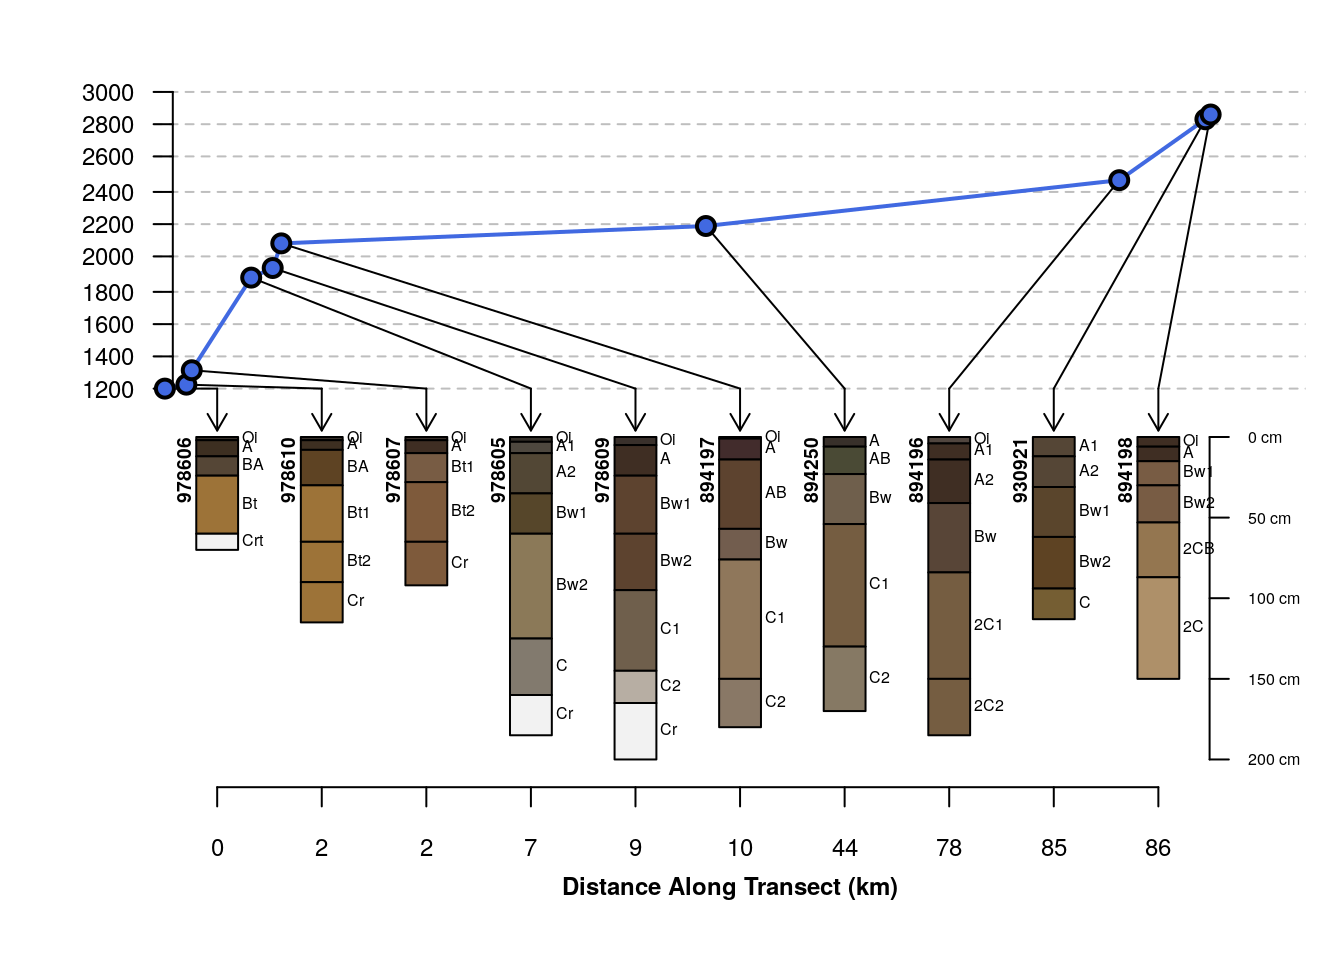 3000
2800
2600
2400
2200
2000
1800
1600
1400
1200
978606
Oi
A
BA
Bt
Crt
978610
Oi
A
BA
Bt1
Bt2
Cr
978607
Oi
A
Bt1
Bt2
Cr
978605
Oi
A1
A2
Bw1
Bw2
C
Cr
978609
Oi
A
Bw1
Bw2
C1
C2
Cr
894197
Oi
A
AB
Bw
C1
C2
894250
A
AB
Bw
C1
C2
894196
Oi
A1
A2
Bw
2C1
2C2
930921
A1
A2
Bw1
Bw2
C
894198
Oi
A
Bw1
Bw2
2CB
2C
0 cm
50 cm
100 cm
150 cm
200 cm
0 2 2 7 9 10 44 78 85 86
Distance Along Transect (km)